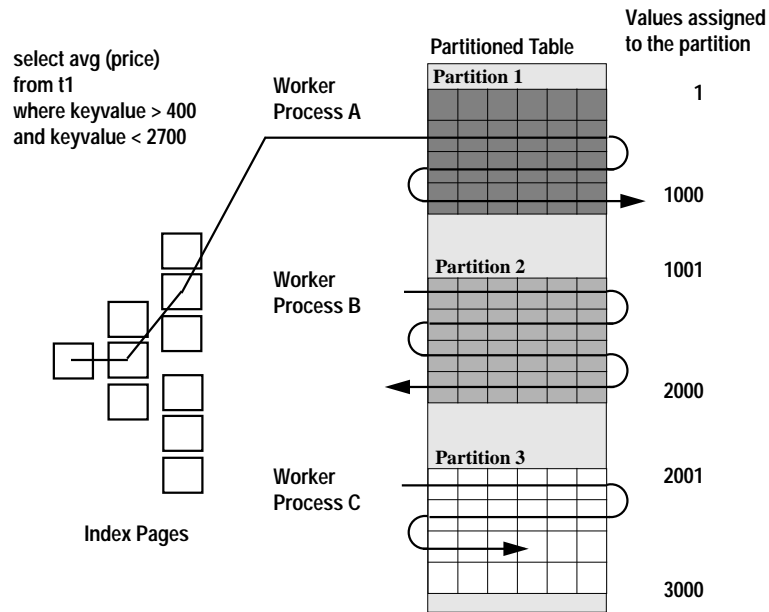 select avg (price)
from t1
where keyvalue > 400
and keyvalue < 2700
Worker
Process A
Partitioned Table
Values assigned
to the partition
Partition 1
1
1000
Worker
Process B
Partition 2
1001
2000
Worker
Process C
Partition 3
2001
3000
Index Pages